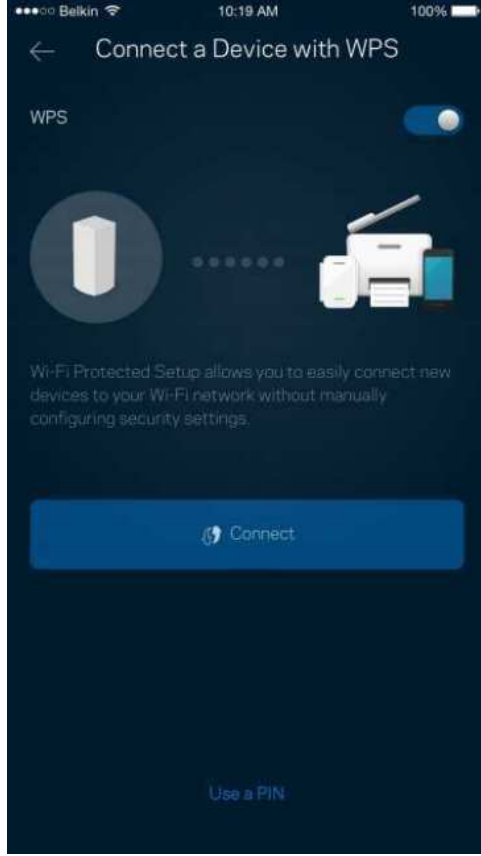 Belkin 10:19 AM 100%
Connect a Device with WPS
WPS
Wi-Fi Protected Setup allows you to easily connect new
devices to your Wi-Fi network without manually
configuring security settings.
Connect
Use a PIN